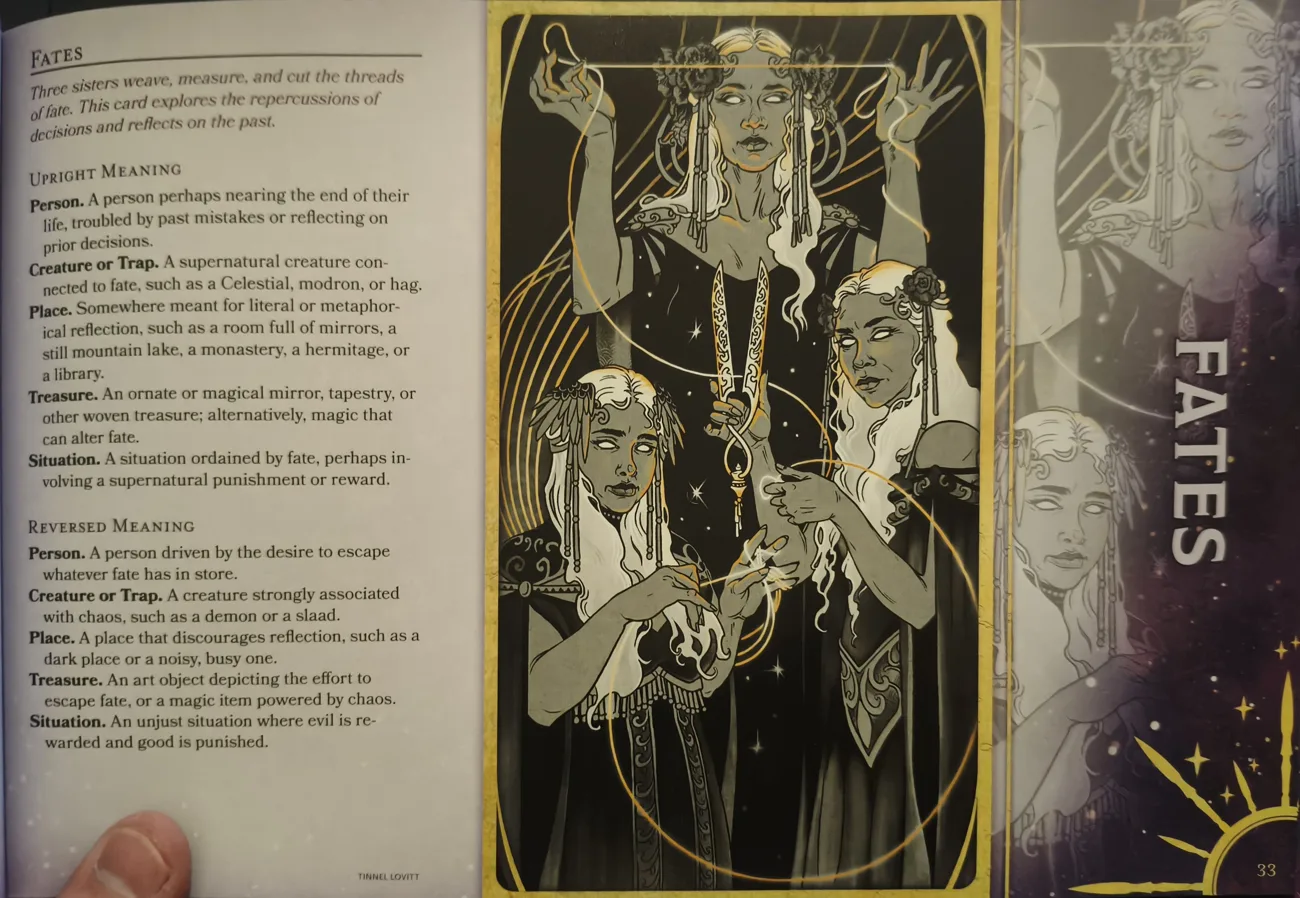 FATES
Three sisters weave, measure, and cut the threads
of fate. This card explores the repercussions of
decisions and reflects on the past.
UPRIGHT MEANING
Person. A person perhaps nearing the end of their
life, troubled by past mistakes or reflecting on
prior decisions.
Creature or Trap. A supernatural creature con-
nected to fate, such as a Celestial, modron, or hag.
Place. Somewhere meant for literal or metaphor-
ical reflection, such as a room full of mirrors, a
still mountain lake, a monastery, a hermitage, or
a library.
Treasure. An ornate or magical mirror, tapestry, or
other woven treasure; alternatively, magic that
can alter fate.
Situation. A situation ordained by fate, perhaps in-
volving a supernatural punishment or reward.
REVERSED MEANING
Person. A person driven by the desire to escape
whatever fate has in store.
Creature or Trap. A creature strongly associated
with chaos, such as a demon or a slaad.
Place. A place that discourages reflection, such as a
dark place or a noisy, busy one.
Treasure. An art object depicting the effort to
escape fate, or a magic item powered by chaos.
Situation. An unjust situation where evil is re-
warded and good is punished.
TINNEL LOVITT
FATES
33